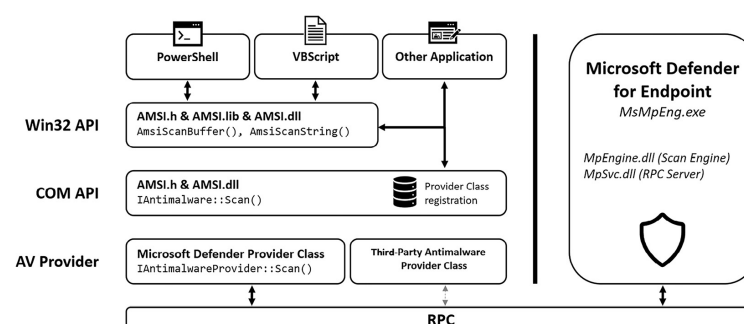 PowerShell
VBScript
Other Application
Win32 API
AMSI.h & AMSI.lib & AMSI.dll
AmsiScanBuffer(), AmsiScanString()
COM API
AMSI.h & AMSI.dll
IAntimalware::Scan()
Provider Class
registration
AV Provider
Microsoft Defender Provider Class
IAntimalwareProvider::Scan()
Third-Party Antimalware
Provider Class
Microsoft Defender
for Endpoint
MsMpEng.exe
MpEngine.dll (Scan Engine)
MpSvc.dll (RPC Server)
RPC